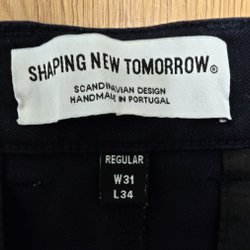 SHAPING NEW TOMORROW®
SCANDINAVIAN DESIGN
HANDMADE IN PORTUGAL
REGULAR
W31
L34